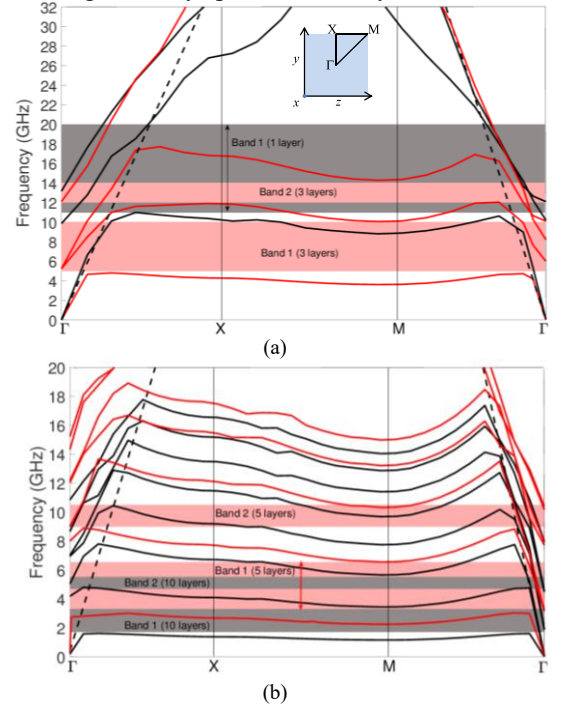 32
30
28
26
24
22
20
18
16
14
12
10
8
6
4
2
0
Frequency (GHz)
X M
Γ
y
x z
Band 1 (1 layer)
Band 2 (3 layers)
Band 1 (3 layers)
Γ X M Γ
(a)
20
18
16
14
12
10
8
6
4
2
0
Frequency (GHz)
Band 2 (5 layers)
Band 1 (5 layers)
Band 2 (10 layers)
Band 1 (10 layers)
Γ X M Γ
(b)